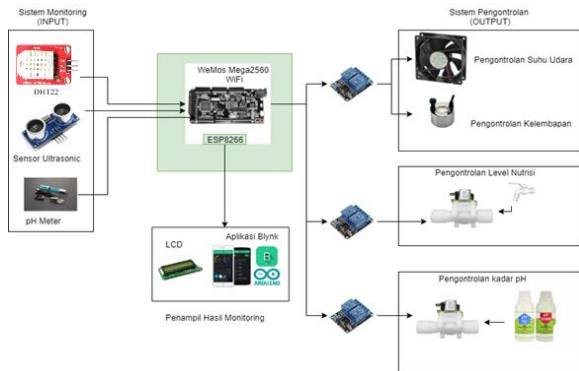 Sistem Monitoring
(INPUT)
DHT22
Sensor Ultrasonic
pH Meter
WeMos Mega2560
WiFi
ESP8266
LCD
Aplikasi Blynk
B
ARDUINO
Penampil Hasil Monitoring
Sistem Pengontrolan
(OUTPUT)
Pengontrolan Suhu Udara
Pengontrolan Kelembapan
Pengontrolan Level Nutrisi
Pengontrolan kadar pH